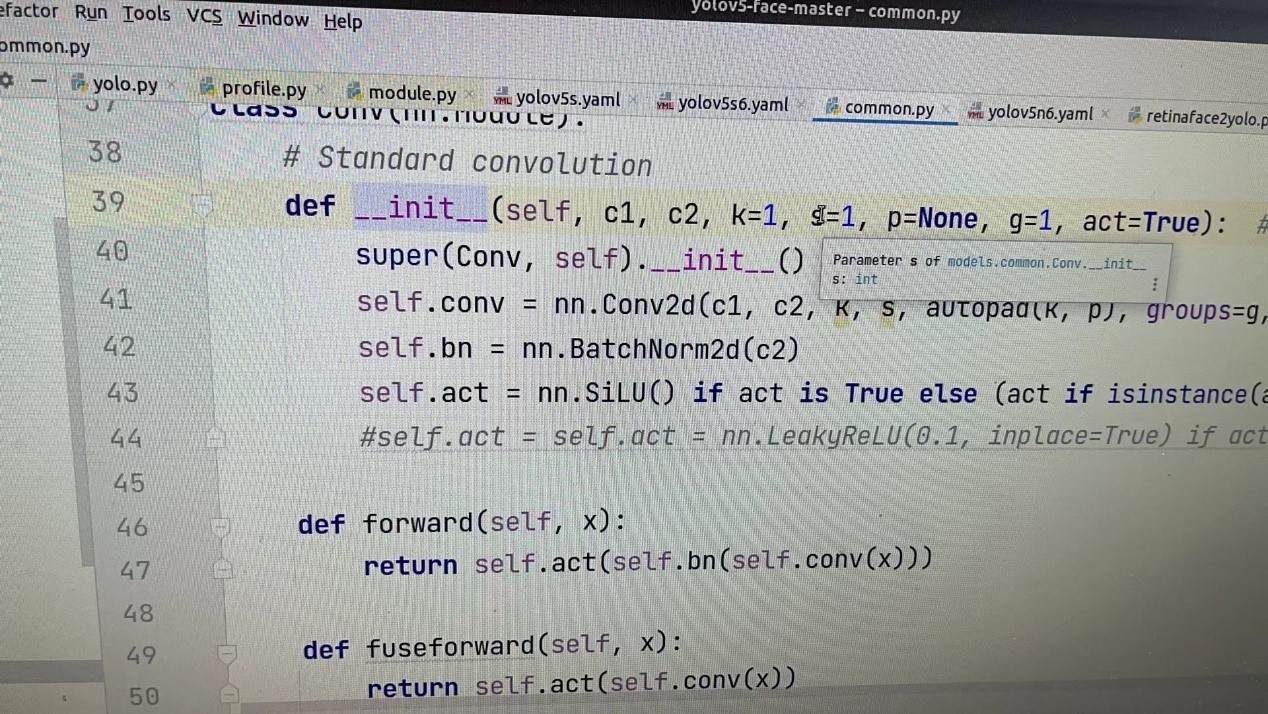 efactor Run Tools VCS Window Help
yolov5-face-master – common.py
ommon.py
yolo.py profile.py module.py yolov5s.yaml yolov5s6.yaml common.py yolov5n6.yaml retinaface2yolo.p
37 class Conv(nn.Module):
38 # Standard convolution
39 def __init__(self, c1, c2, k=1, s=1, p=None, g=1, act=True): #
40 super(Conv, self).__init__()
Parameter s of models.common.Conv.__init__
s: int
41 self.conv = nn.Conv2d(c1, c2, k, s, autopad(k, p), groups=g,
42 self.bn = nn.BatchNorm2d(c2)
43 self.act = nn.SiLU() if act is True else (act if isinstance(a
44 #self.act = self.act = nn.LeakyReLU(0.1, inplace=True) if act
45
46 def forward(self, x):
47 return self.act(self.bn(self.conv(x)))
48
49 def fuseforward(self, x):
50 return self.act(self.conv(x))